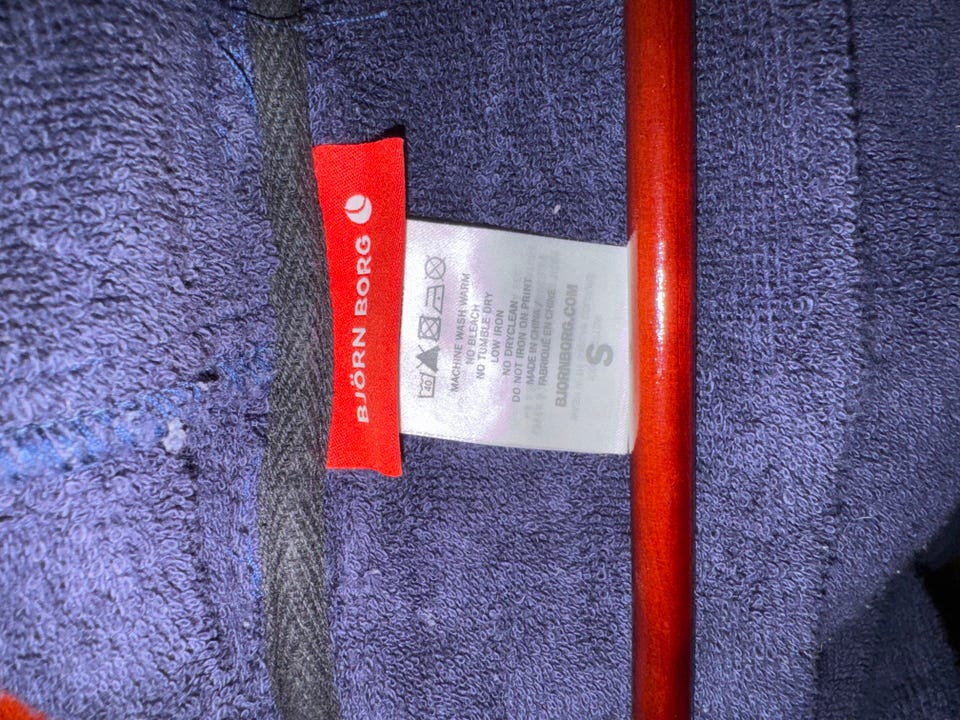 BJÖRN BORG
40
MACHINE WASH WARM
NO BLEACH
NO TUMBLE DRY
LOW IRON
NO DRYCLEAN
DO NOT IRON ON PRINT
MADE IN CHINA /
FABRIQUÉ EN CHINE
BJORNBORG.COM
S